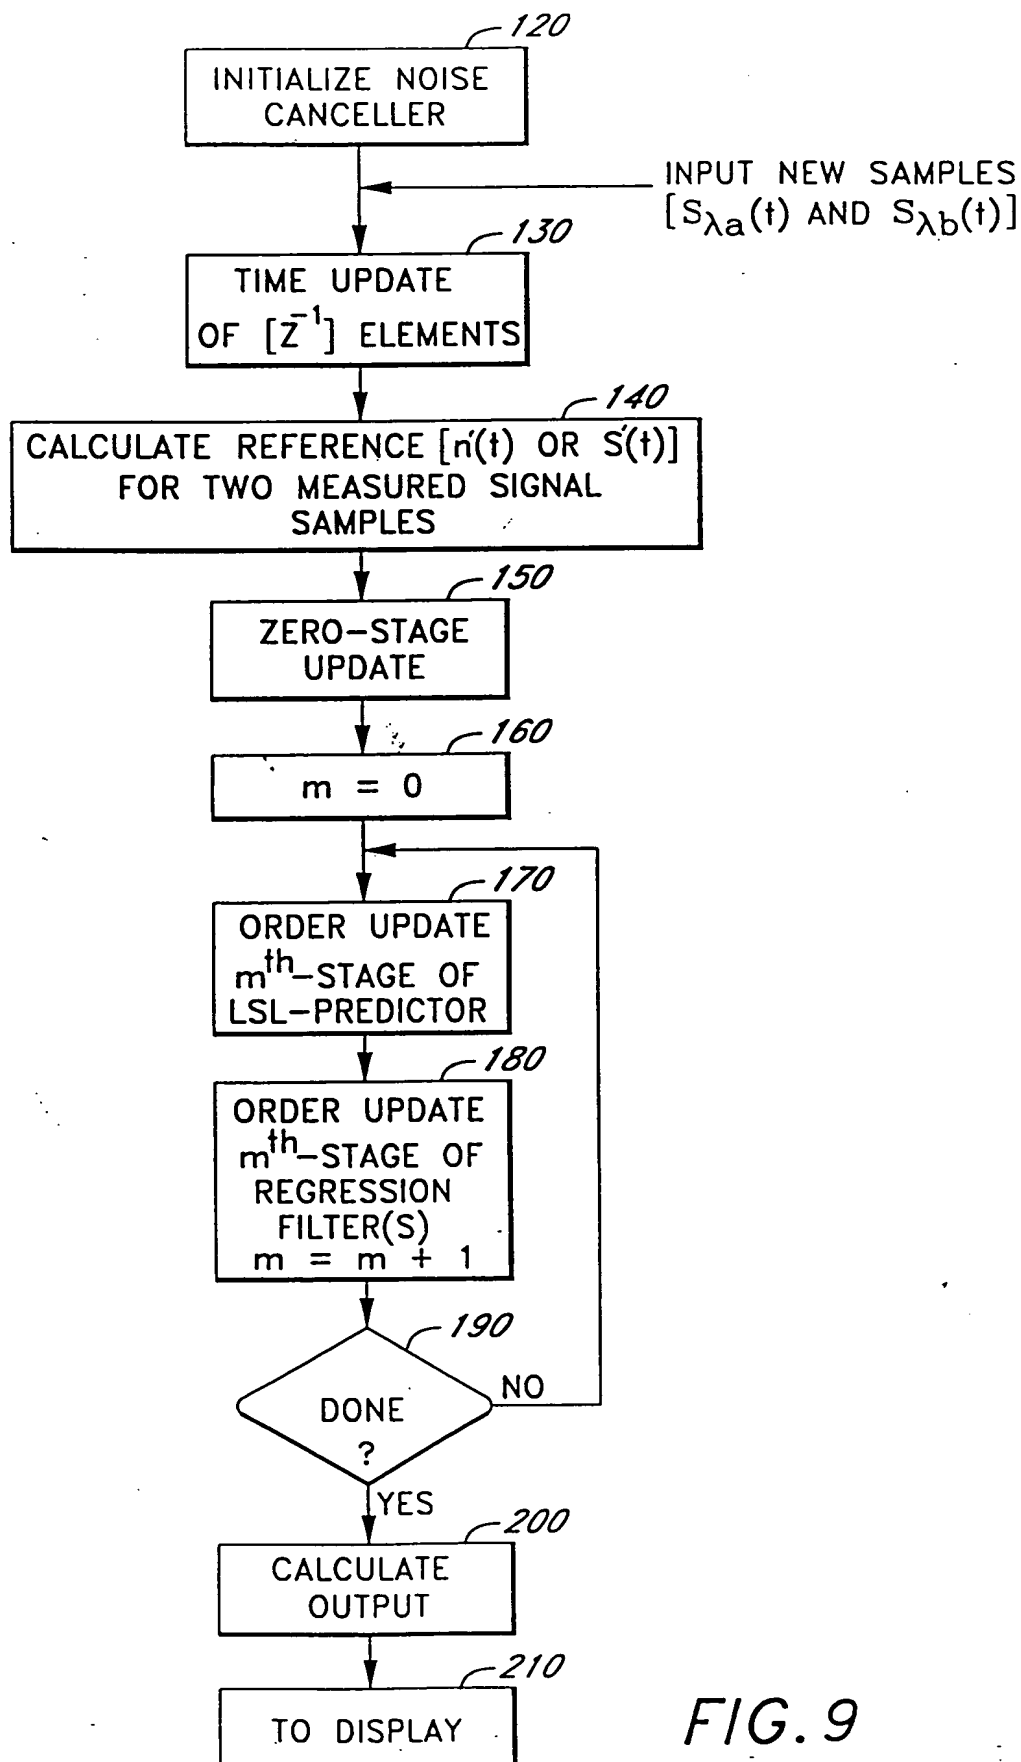 120
INITIALIZE NOISE
CANCELLER
INPUT NEW SAMPLES
[Sλa(t) AND Sλb(t)]
130
TIME UPDATE
OF [Z⁻¹] ELEMENTS
140
CALCULATE REFERENCE [n'(t) OR S'(t)]
FOR TWO MEASURED SIGNAL
SAMPLES
150
ZERO-STAGE
UPDATE
160
m = 0
170
ORDER UPDATE
mᵗʰ-STAGE OF
LSL-PREDICTOR
180
ORDER UPDATE
mᵗʰ-STAGE OF
REGRESSION
FILTER(S)
m = m + 1
190
DONE
?
NO
YES
200
CALCULATE
OUTPUT
210
TO DISPLAY
FIG. 9